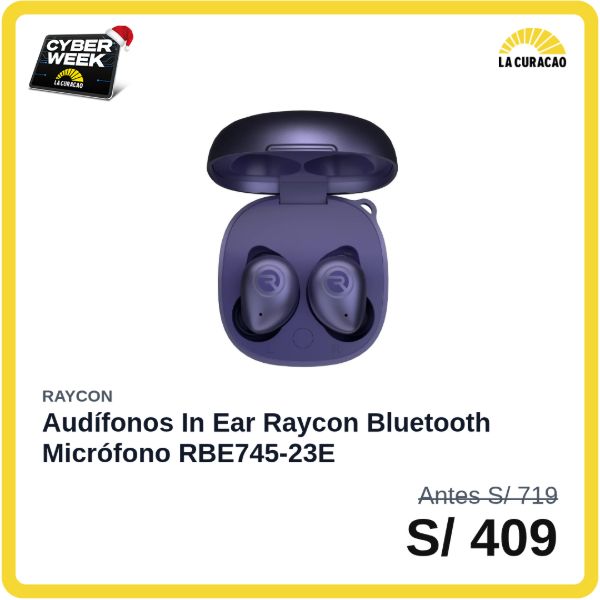 CYBER
WEEK
LA CURACAO
LA CURACAO
RAYCON
Audífonos In Ear Raycon Bluetooth
Micrófono RBE745-23E
Antes S/ 719
S/ 409